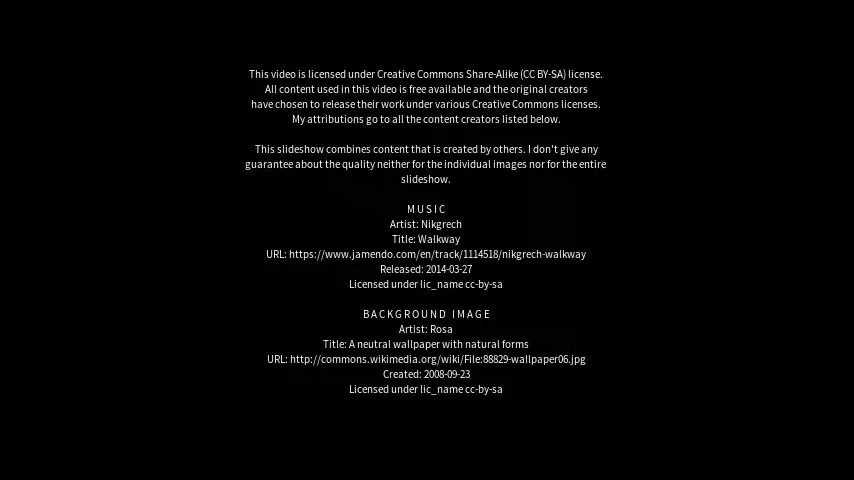 This video is licensed under Creative Commons Share-Alike (CC BY-SA) license.
All content used in this video is free available and the original creators
have chosen to release their work under various Creative Commons licenses.
My attributions go to all the content creators listed below.
This slideshow combines content that is created by others. I don't give any
guarantee about the quality neither for the individual images nor for the entire
slideshow.
MUSIC
Artist: Nikgrech
Title: Walkway
URL: https://www.jamendo.com/en/track/1114518/nikgrech-walkway
Released: 2014-03-27
Licensed under lic_name cc-by-sa
BACKGROUND IMAGE
Artist: Rosa
Title: A neutral wallpaper with natural forms
URL: http://commons.wikimedia.org/wiki/File:88829-wallpaper06.jpg
Created: 2008-09-23
Licensed under lic_name cc-by-sa